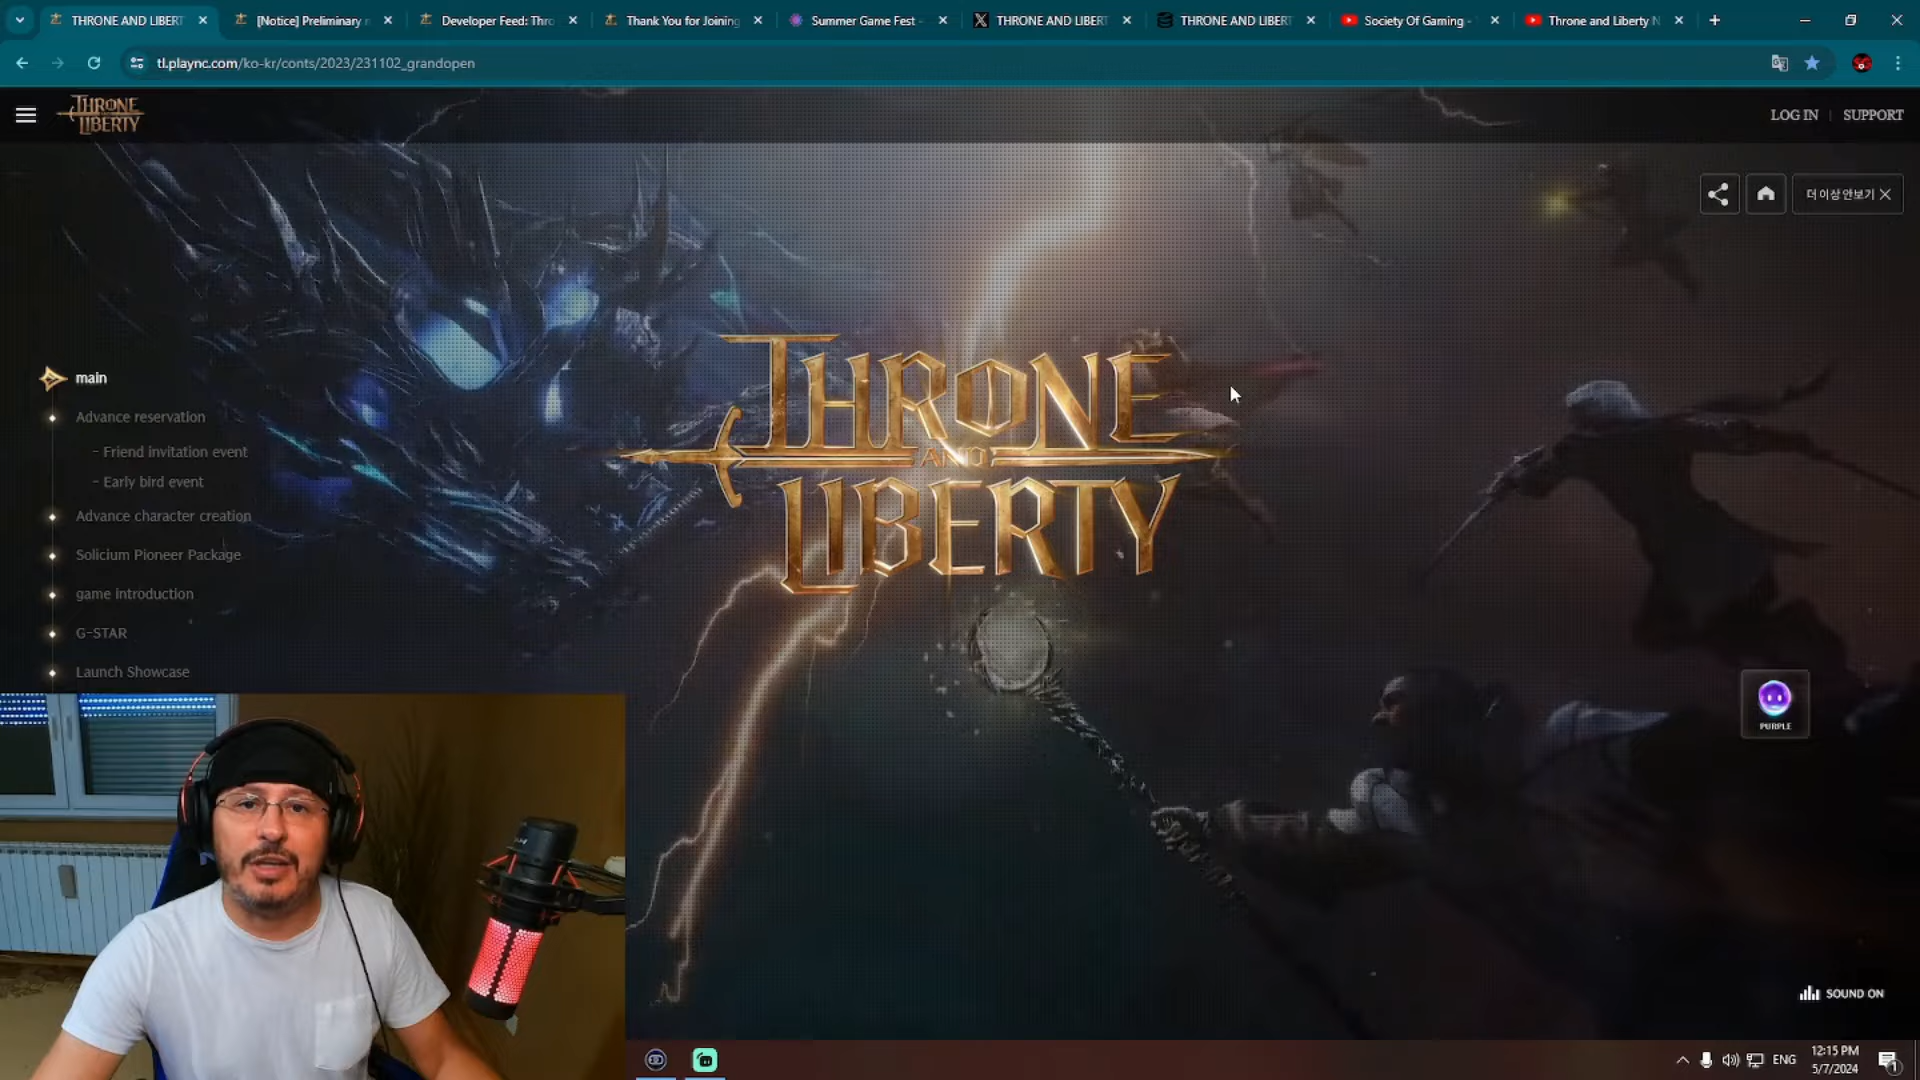 THRONE AND LIBERT
[Notice] Preliminary
Developer Feed: Thro
Thank You for Joining
Summer Game Fest -
THRONE AND LIBERT
THRONE AND LIBERT
Society Of Gaming -
Throne and Liberty N
tl.plaync.com/ko-kr/conts/2023/231102_grandopen
THRONE
LIBERTY
LOG IN | SUPPORT
더 이상 안보기
THRONE
AND
LIBERTY
main
Advance reservation
- Friend invitation event
- Early bird event
Advance character creation
Solicium Pioneer Package
game introduction
G-STAR
Launch Showcase
PURPLE
SOUND ON
ENG
12:15 PM
5/7/2024
1